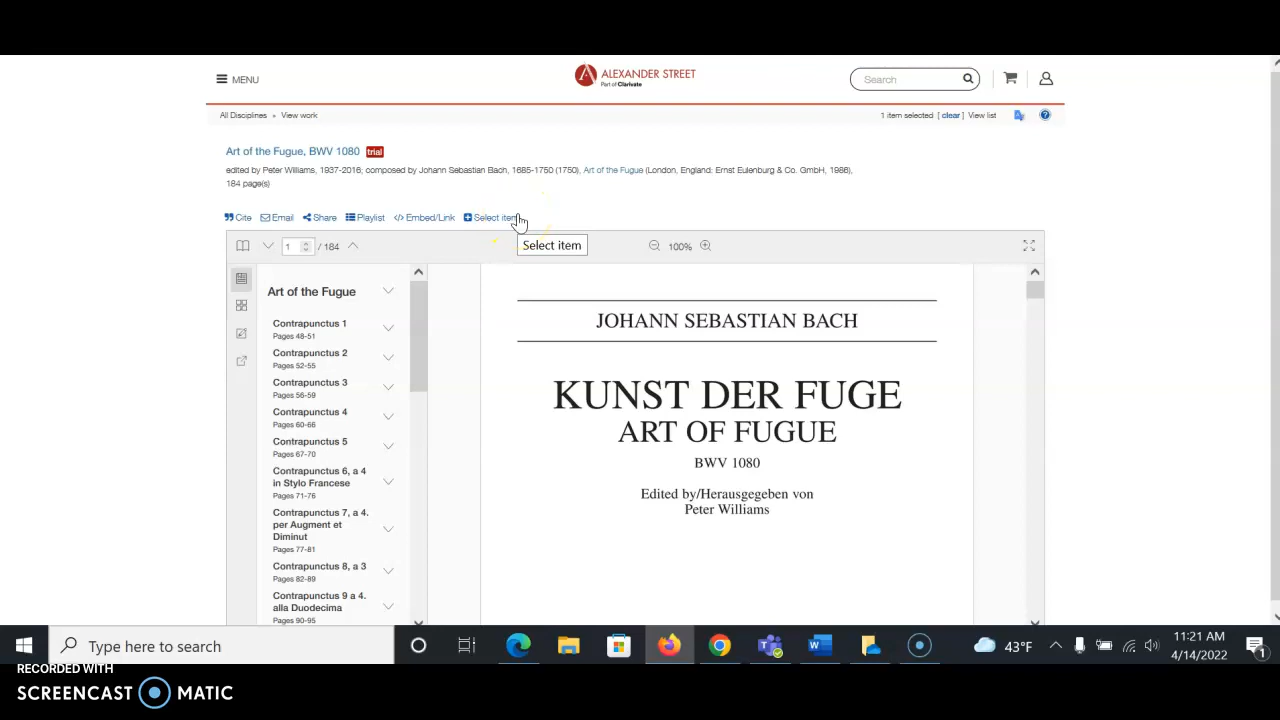 MENU
ALEXANDER STREET
Part of Clarivate
Search
All Disciplines » View work
1 item selected [ clear ] View list
Art of the Fugue, BWV 1080 trial
edited by Peter Williams, 1937-2016; composed by Johann Sebastian Bach, 1685-1750 (1750), Art of the Fugue (London, England: Ernst Eulenburg & Co. GmbH, 1986),
184 page(s)
Cite Email Share Playlist </> Embed/Link Select item
Select item
1 / 184
100%
Art of the Fugue
Contrapunctus 1
Pages 48-51
Contrapunctus 2
Pages 52-55
Contrapunctus 3
Pages 56-59
Contrapunctus 4
Pages 60-66
Contrapunctus 5
Pages 67-70
Contrapunctus 6, a 4
in Stylo Francese
Pages 71-76
Contrapunctus 7, a 4.
per Augment et
Diminut
Pages 77-81
Contrapunctus 8, a 3
Pages 82-89
Contrapunctus 9 a 4.
alla Duodecima
Pages 90-95
JOHANN SEBASTIAN BACH
KUNST DER FUGE
ART OF FUGUE
BWV 1080
Edited by/Herausgegeben von
Peter Williams
Type here to search
43°F
11:21 AM
4/14/2022
1
RECORDED WITH
SCREENCAST MATIC